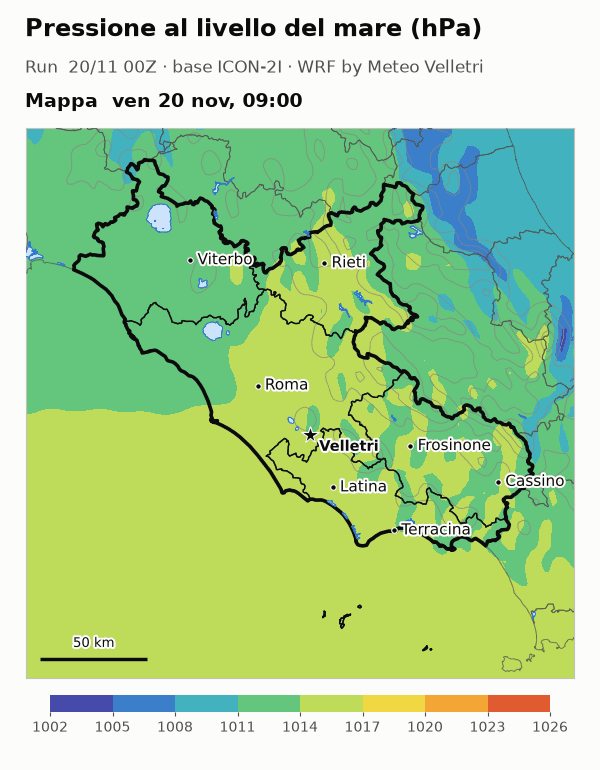 Pressione al livello del mare (hPa)
Run  20/11 00Z · base ICON-2I · WRF by Meteo Velletri
Mappa  ven 20 nov, 09:00
Viterbo
Rieti
Roma
Velletri
Frosinone
Latina
Cassino
Terracina
50 km
1002 1005 1008 1011 1014 1017 1020 1023 1026